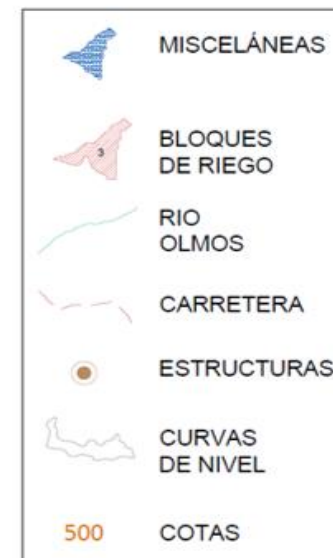 MISCELÁNEAS
3
BLOQUES
DE RIEGO
RIO
OLMOS
CARRETERA
ESTRUCTURAS
CURVAS
DE NIVEL
500 COTAS